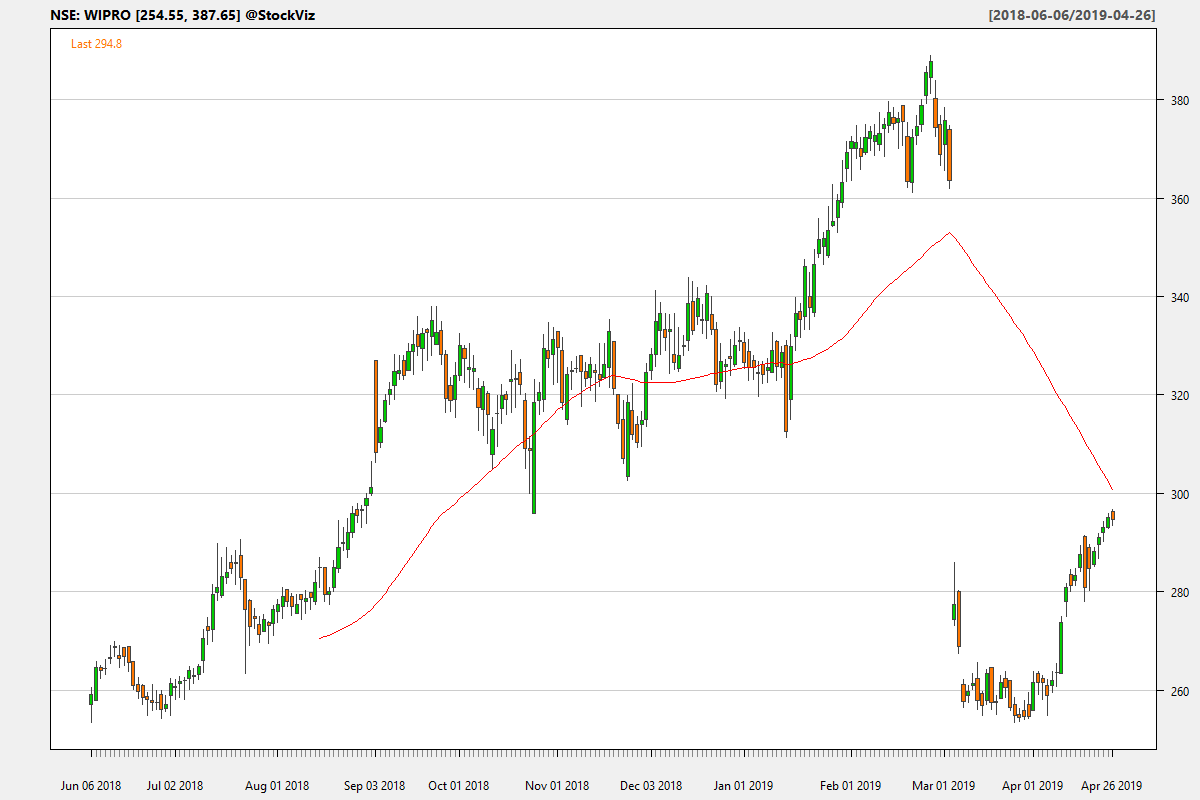 NSE: WIPRO [254.55, 387.65] @StockViz [2018-06-06/2019-04-26]
Last 294.8
380
360
340
320
300
280
260
Jun 06 2018 Jul 02 2018 Aug 01 2018 Sep 03 2018 Oct 01 2018 Nov 01 2018 Dec 03 2018 Jan 01 2019 Feb 01 2019 Mar 01 2019 Apr 01 2019 Apr 26 2019